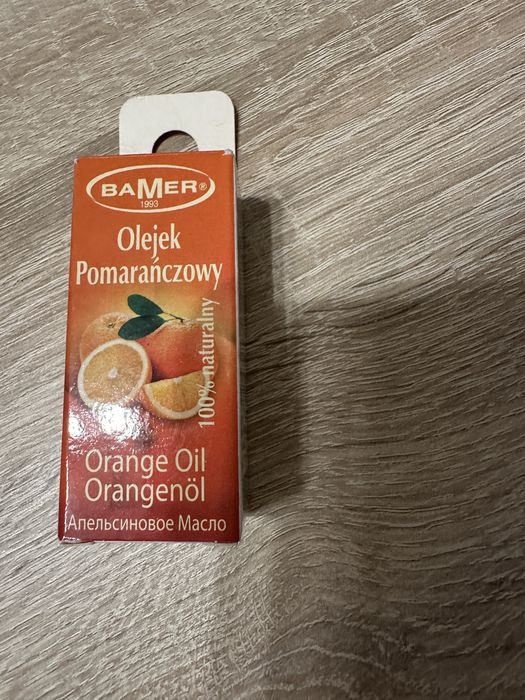 BAMER®
1993
Olejek
Pomarańczowy
100% naturalny
Orange Oil
Orangenöl
Апельсиновое Масло